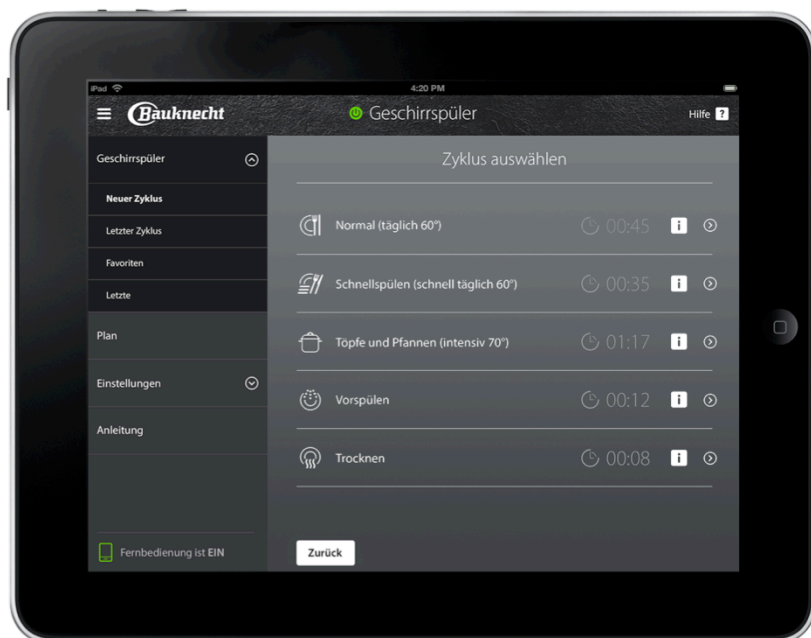 iPad
4:20 PM
Bauknecht
Geschirrspüler
Hilfe ?
Geschirrspüler
Neuer Zyklus
Letzter Zyklus
Favoriten
Letzte
Plan
Einstellungen
Anleitung
Fernbedienung ist EIN
Zyklus auswählen
Normal (täglich 60°)
00:45
i
Schnellspülen (schnell täglich 60°)
00:35
i
Töpfe und Pfannen (intensiv 70°)
01:17
i
Vorspülen
00:12
i
Trocknen
00:08
i
Zurück